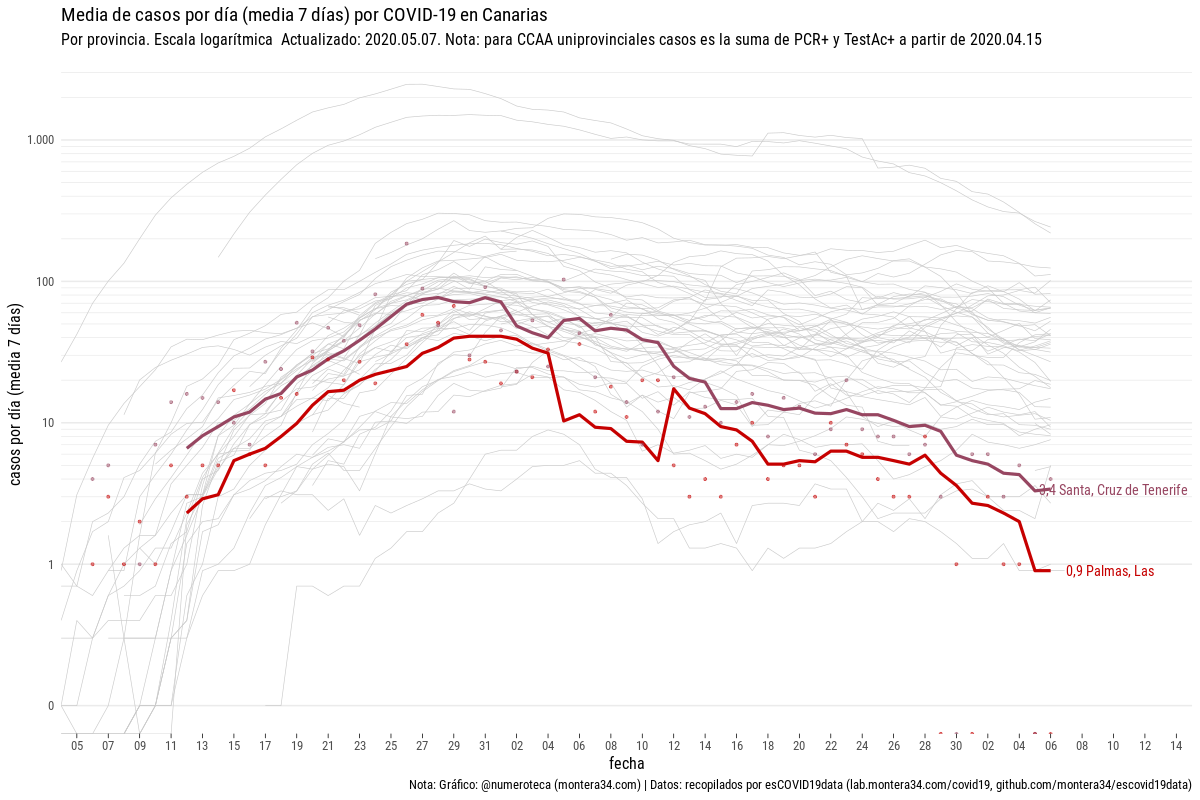 Media de casos por día (media 7 días) por COVID-19 en Canarias
Por provincia. Escala logarítmica  Actualizado: 2020.05.07. Nota: para CCAA uniprovinciales casos es la suma de PCR+ y TestAc+ a partir de 2020.04.15
casos por día (media 7 días)
1.000
100
10
1
0
3,4 Santa, Cruz de Tenerife
0,9 Palmas, Las
05 07 09 11 13 15 17 19 21 23 25 27 29 31 02 04 06 08 10 12 14 16 18 20 22 24 26 28 30 02 04 06 08 10 12 14
fecha
Nota: Gráfico: @numeroteca (montera34.com) | Datos: recopilados por esCOVID19data (lab.montera34.com/covid19, github.com/montera34/escovid19data)